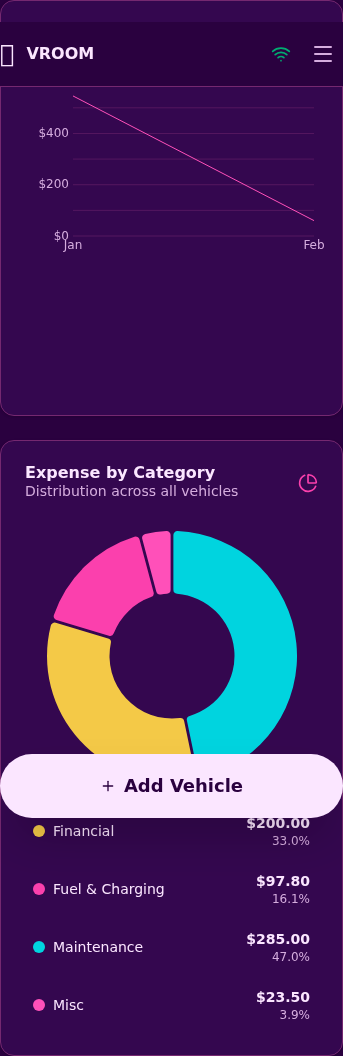 VROOM
$400
$200
$0
Jan Feb
Expense by Category
Distribution across all vehicles
+ Add Vehicle
Financial $200.00
33.0%
Fuel & Charging $97.80
16.1%
Maintenance $285.00
47.0%
Misc $23.50
3.9%